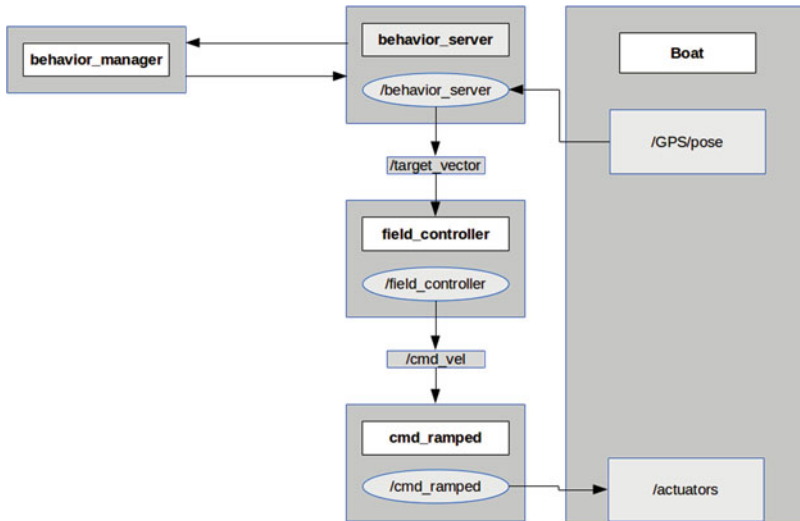 behavior_manager
behavior_server
/behavior_server
/target_vector
field_controller
/field_controller
/cmd_vel
cmd_ramped
/cmd_ramped
Boat
/GPS/pose
/actuators